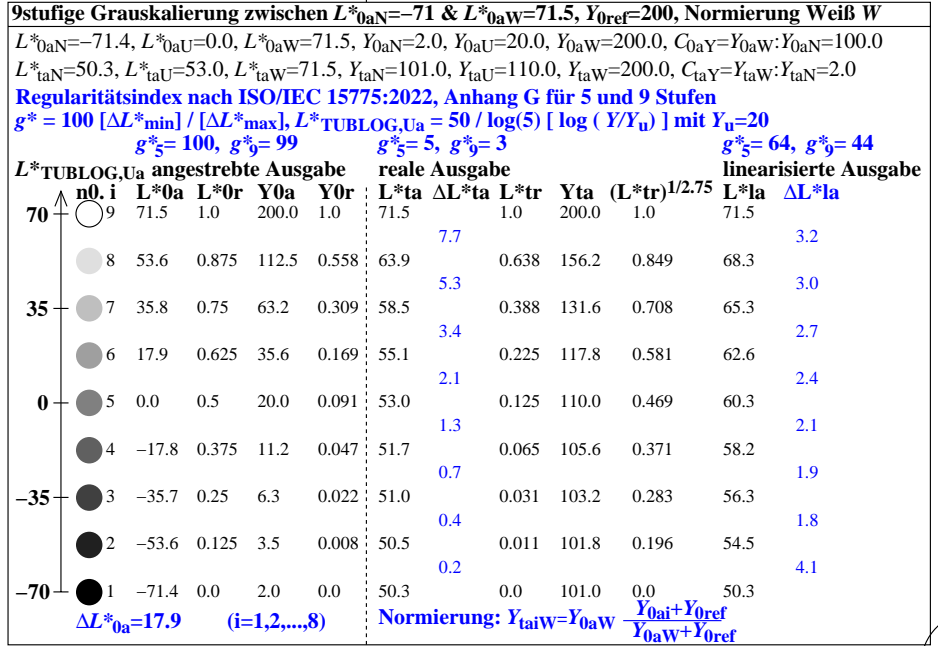 9stufige Grauskalierung zwischen L*0aN=−71 & L*0aW=71.5, Y0ref=200, Normierung Weiß W
L*0aN=−71.4, L*0aU=0.0, L*0aW=71.5, Y0aN=2.0, Y0aU=20.0, Y0aW=200.0, C0aY=Y0aW:Y0aN=100.0
L*taN=50.3, L*taU=53.0, L*taW=71.5, YtaN=101.0, YtaU=110.0, YtaW=200.0, CtaY=YtaW:YtaN=2.0
Regularitätsindex nach ISO/IEC 15775:2022, Anhang G für 5 und 9 Stufen
g* = 100 [ΔL*min] / [ΔL*max], L*TUBLOG,Ua = 50 / log(5) [ log ( Y/Yu) ] mit Yu=20
g*5= 100, g*9= 99 g*5= 5, g*9= 3 g*5= 64, g*9= 44
L*TUBLOG,Ua angestrebte Ausgabe reale Ausgabe linearisierte Ausgabe
n0. i L*0a L*0r Y0a Y0r L*ta ΔL*ta L*tr Yta (L*tr)1/2.75 L*la ΔL*la
70 9 71.5 1.0 200.0 1.0 71.5 1.0 200.0 1.0 71.5
7.7 3.2
8 53.6 0.875 112.5 0.558 63.9 0.638 156.2 0.849 68.3
5.3 3.0
35 7 35.8 0.75 63.2 0.309 58.5 0.388 131.6 0.708 65.3
3.4 2.7
6 17.9 0.625 35.6 0.169 55.1 0.225 117.8 0.581 62.6
2.1 2.4
0 5 0.0 0.5 20.0 0.091 53.0 0.125 110.0 0.469 60.3
1.3 2.1
4 −17.8 0.375 11.2 0.047 51.7 0.065 105.6 0.371 58.2
0.7 1.9
−35 3 −35.7 0.25 6.3 0.022 51.0 0.031 103.2 0.283 56.3
0.4 1.8
2 −53.6 0.125 3.5 0.008 50.5 0.011 101.8 0.196 54.5
0.2 4.1
−70 1 −71.4 0.0 2.0 0.0 50.3 0.0 101.0 0.0 50.3
ΔL*0a=17.9 (i=1,2,...,8) Normierung: YtaiW=Y0aW Y0ai+Y0ref
Y0aW+Y0ref